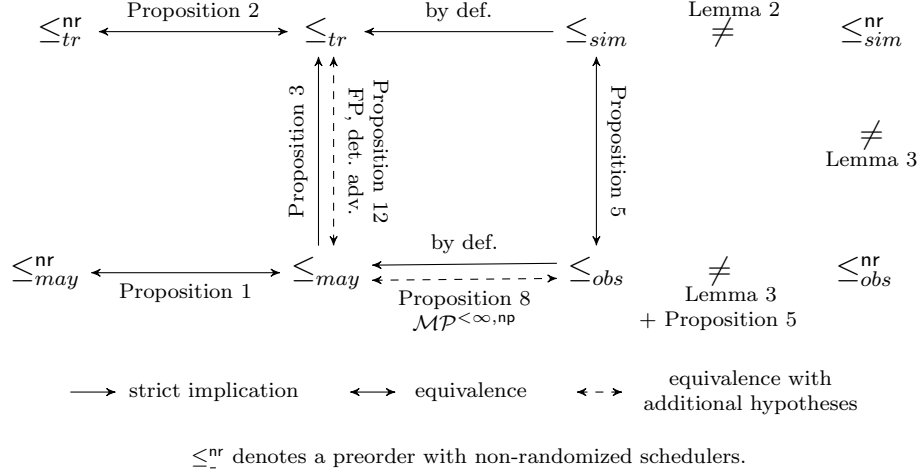 Proposition 2 by def. Lemma 2
≤ⁿʳ_tr ≤_tr ≤_sim ≠ ≤ⁿʳ_sim
Proposition 3
Proposition 12
FP, det. adv.
Proposition 5
≠
Lemma 3
by def.
≤ⁿʳ_may ≤_may ≤_obs ≠ ≤ⁿʳ_obs
Proposition 1 Proposition 8 Lemma 3
𝓜𝓟^{<∞,np} + Proposition 5
strict implication equivalence equivalence with
additional hypotheses
≤ⁿʳ_- denotes a preorder with non-randomized schedulers.